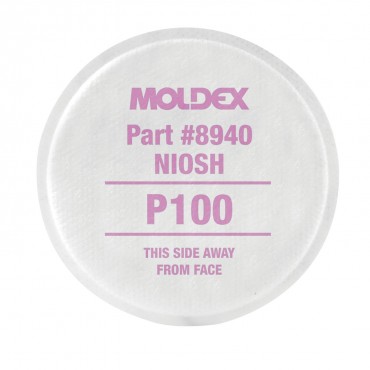 MOLDEX
Part #8940
NIOSH
P100
THIS SIDE AWAY
FROM FACE